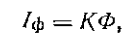 Iф = KΦ,